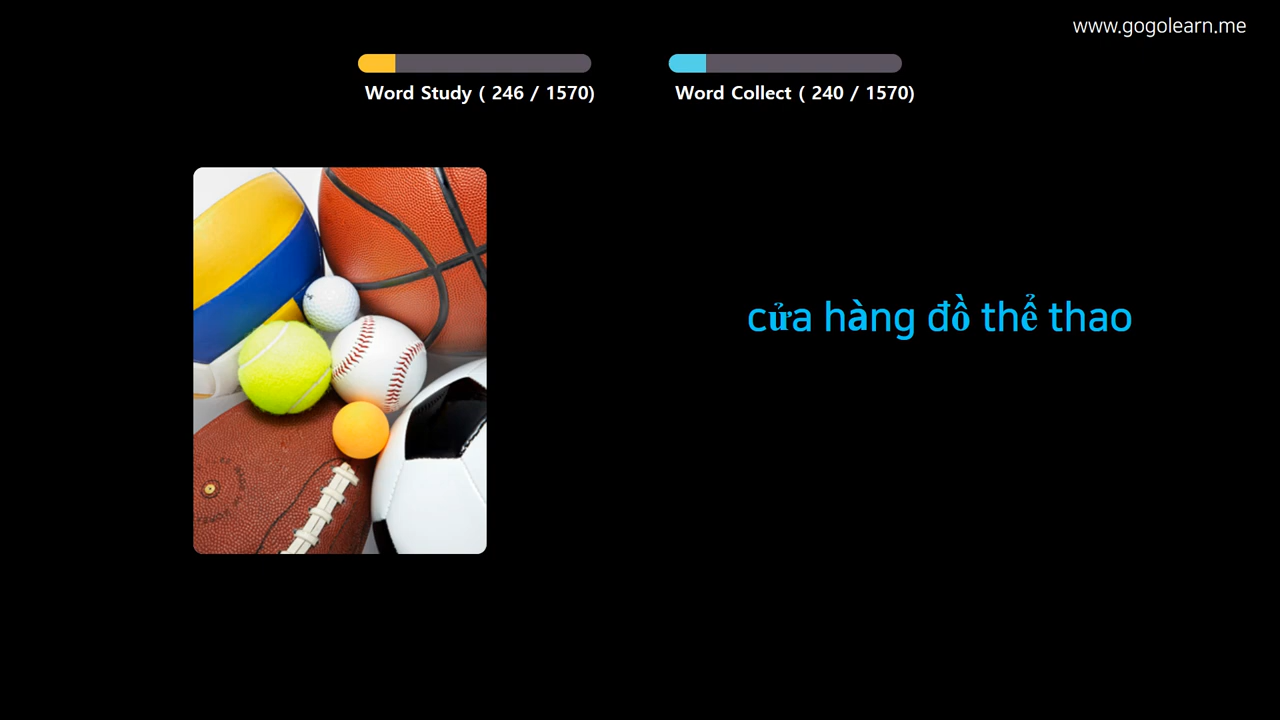 www.gogolearn.me
Word Study ( 246 / 1570)
Word Collect ( 240 / 1570)
cửa hàng đồ thể thao